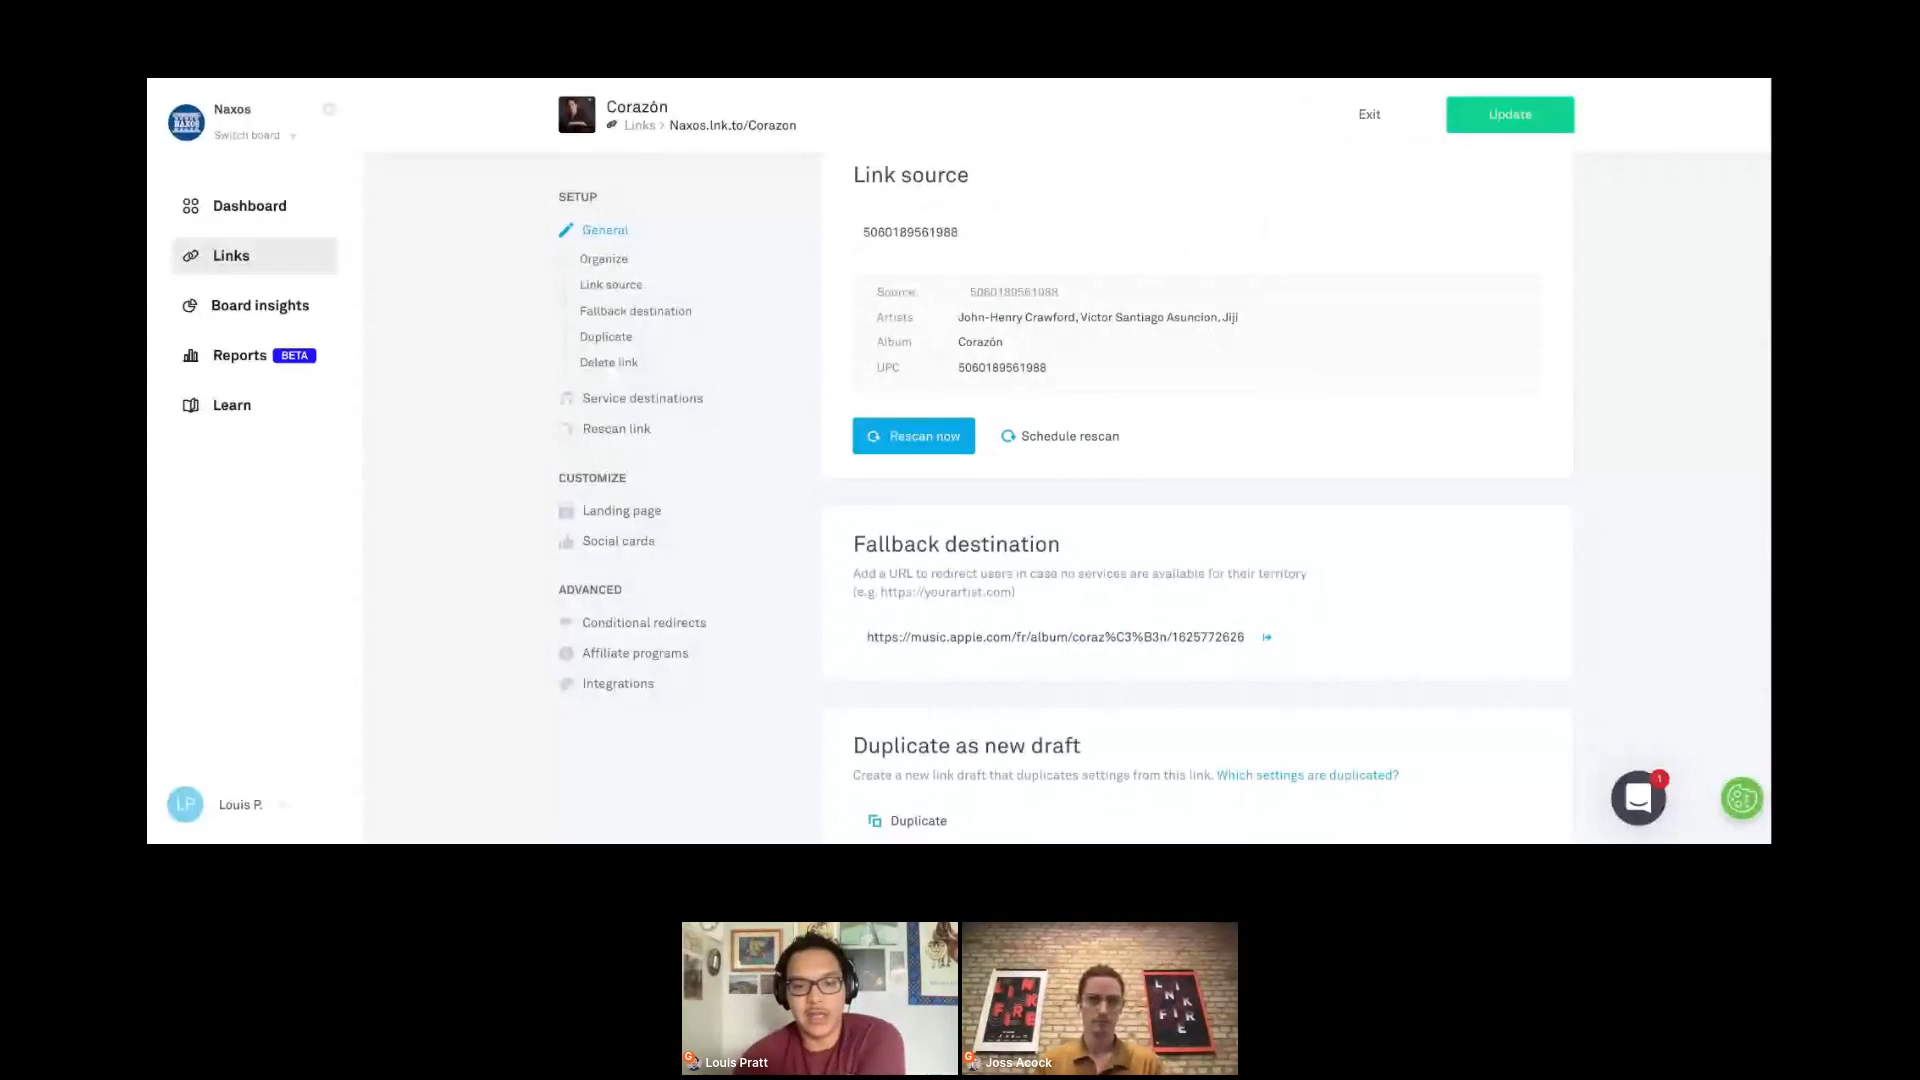 Naxos
Switch board
Dashboard
Links
Board insights
Reports BETA
Learn
LP Louis P.
Corazón
Links > Naxos.lnk.to/Corazon
Exit
Update
SETUP
General
Organize
Link source
Fallback destination
Duplicate
Delete link
Service destinations
Rescan link
CUSTOMIZE
Landing page
Social cards
ADVANCED
Conditional redirects
Affiliate programs
Integrations
Link source
5060189561988
Source 5060189561988
Artists John-Henry Crawford, Victor Santiago Asuncion, Jiji
Album Corazón
UPC 5060189561988
Rescan now
Schedule rescan
Fallback destination
Add a URL to redirect users in case no services are available for their territory
(e.g. https://yourartist.com)
https://music.apple.com/fr/album/coraz%C3%B3n/1625772626
Duplicate as new draft
Create a new link draft that duplicates settings from this link. Which settings are duplicated?
Duplicate
1
NAXOS
G Louis Pratt
G Joss Acock
LINKFIRE
LNKFIRE